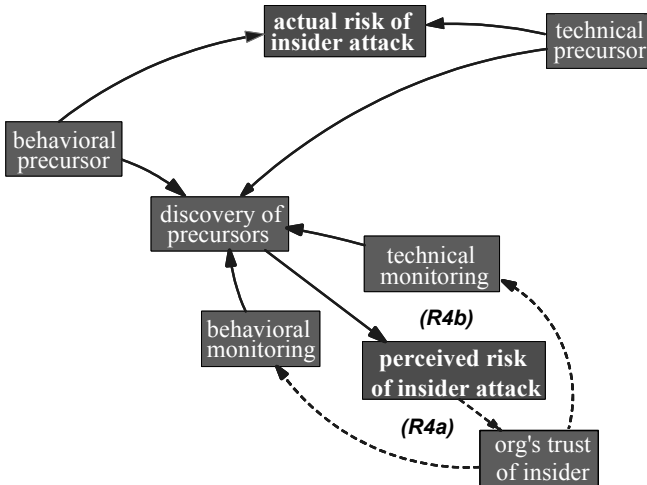 actual risk of
insider attack
technical
precursor
behavioral
precursor
discovery of
precursors
technical
monitoring
behavioral
monitoring
(R4b)
perceived risk
of insider attack
(R4a)
org's trust
of insider